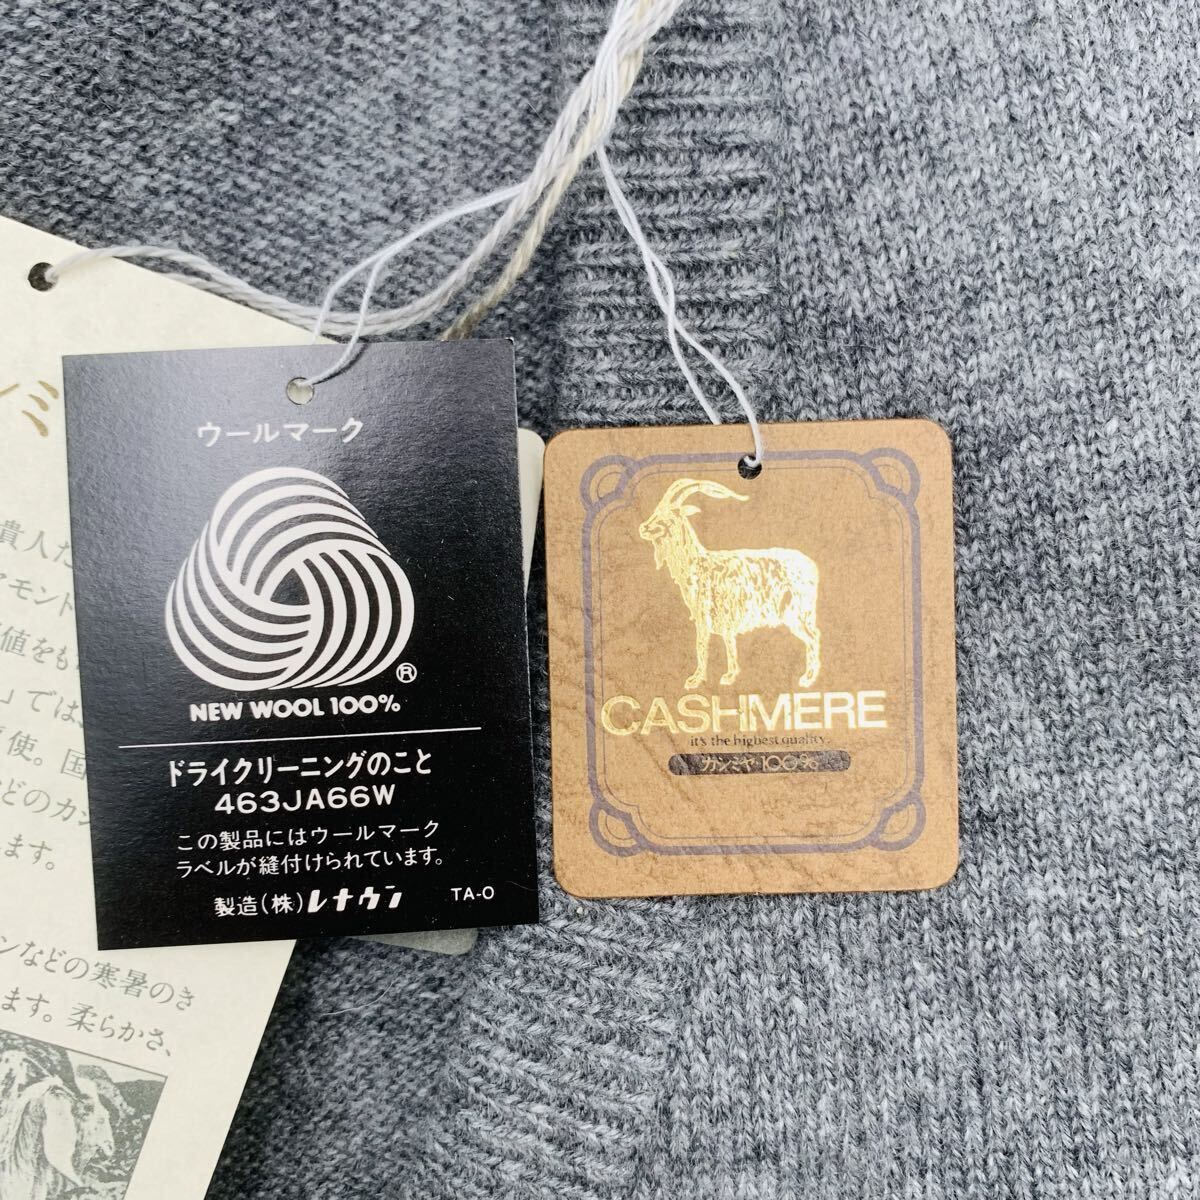 ンミ
貴人た
アモンド
値をも
」では
使。国
どのカシ
ます。
ンなどの寒暑のき
ます。柔らかさ、
ウールマーク
®
NEW WOOL 100%
ドライクリーニングのこと
463JA66W
この製品にはウールマーク
ラベルが縫付けられています。
製造(株)レナウン
TA-O
CASHMERE
it's the highest quality.
カシミヤ 100%